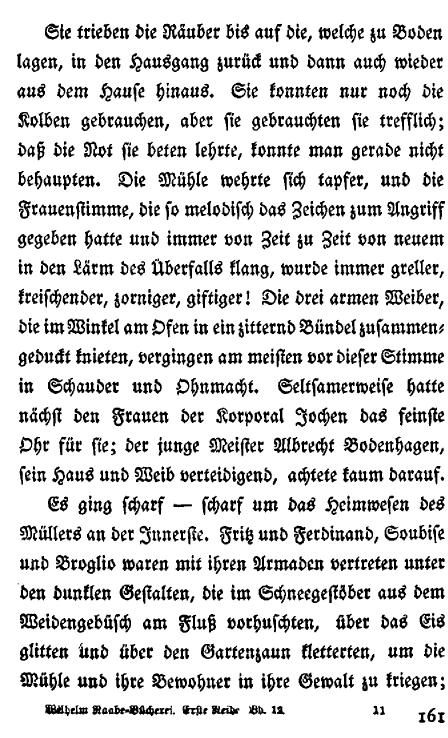 Sie trieben die Räuber bis auf die, welche zu Boden
lagen, in den Hausgang zurück und dann auch wieder
aus dem Hause hinaus. Sie konnten nur noch die
Kolben gebrauchen, aber sie gebrauchten sie trefflich;
daß die Not sie beten lehrte, konnte man gerade nicht
behaupten. Die Mühle wehrte sich tapfer, und die
Frauenstimme, die so melodisch das Zeichen zum Angriff
gegeben hatte und immer von Zeit zu Zeit von neuem
in den Lärm des Überfalls klang, wurde immer greller,
kreischender, zorniger, giftiger! Die drei armen Weiber,
die im Winkel am Ofen in ein zitternd Bündel zusammen-
geduckt knieten, vergingen am meisten vor dieser Stimme
in Schauder und Ohnmacht. Seltsamerweise hatte
nächst den Frauen der Korporal Jochen das feinste
Ohr für sie; der junge Meister Albrecht Bodenhagen,
sein Haus und Weib verteidigend, achtete kaum darauf.
Es ging scharf — scharf um das Heimwesen des
Müllers an der Innerste. Fritz und Ferdinand, Soubise
und Broglio waren mit ihren Armaden vertreten unter
den dunklen Gestalten, die im Schneegestöber aus dem
Weidengebüsch am Fluß vorhuschten, über das Eis
glitten und über den Gartenzaun kletterten, um die
Mühle und ihre Bewohner in ihre Gewalt zu kriegen;
Wilhelm Raabe-Bücherei. Erste Reihe Bd. 12 11 161